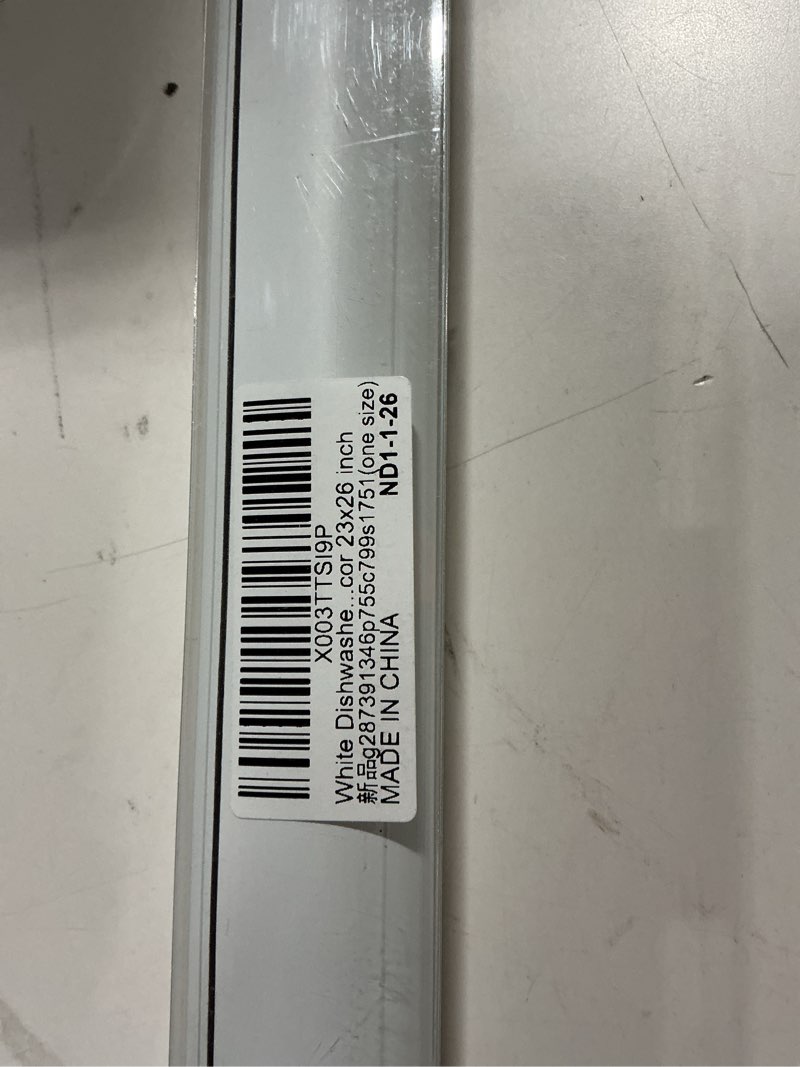 X003TTSI9P
White Dishwashe...cor 23x26 inch
新品g287391346p755c799s1751(one size)
MADE IN CHINA
ND1-1-26